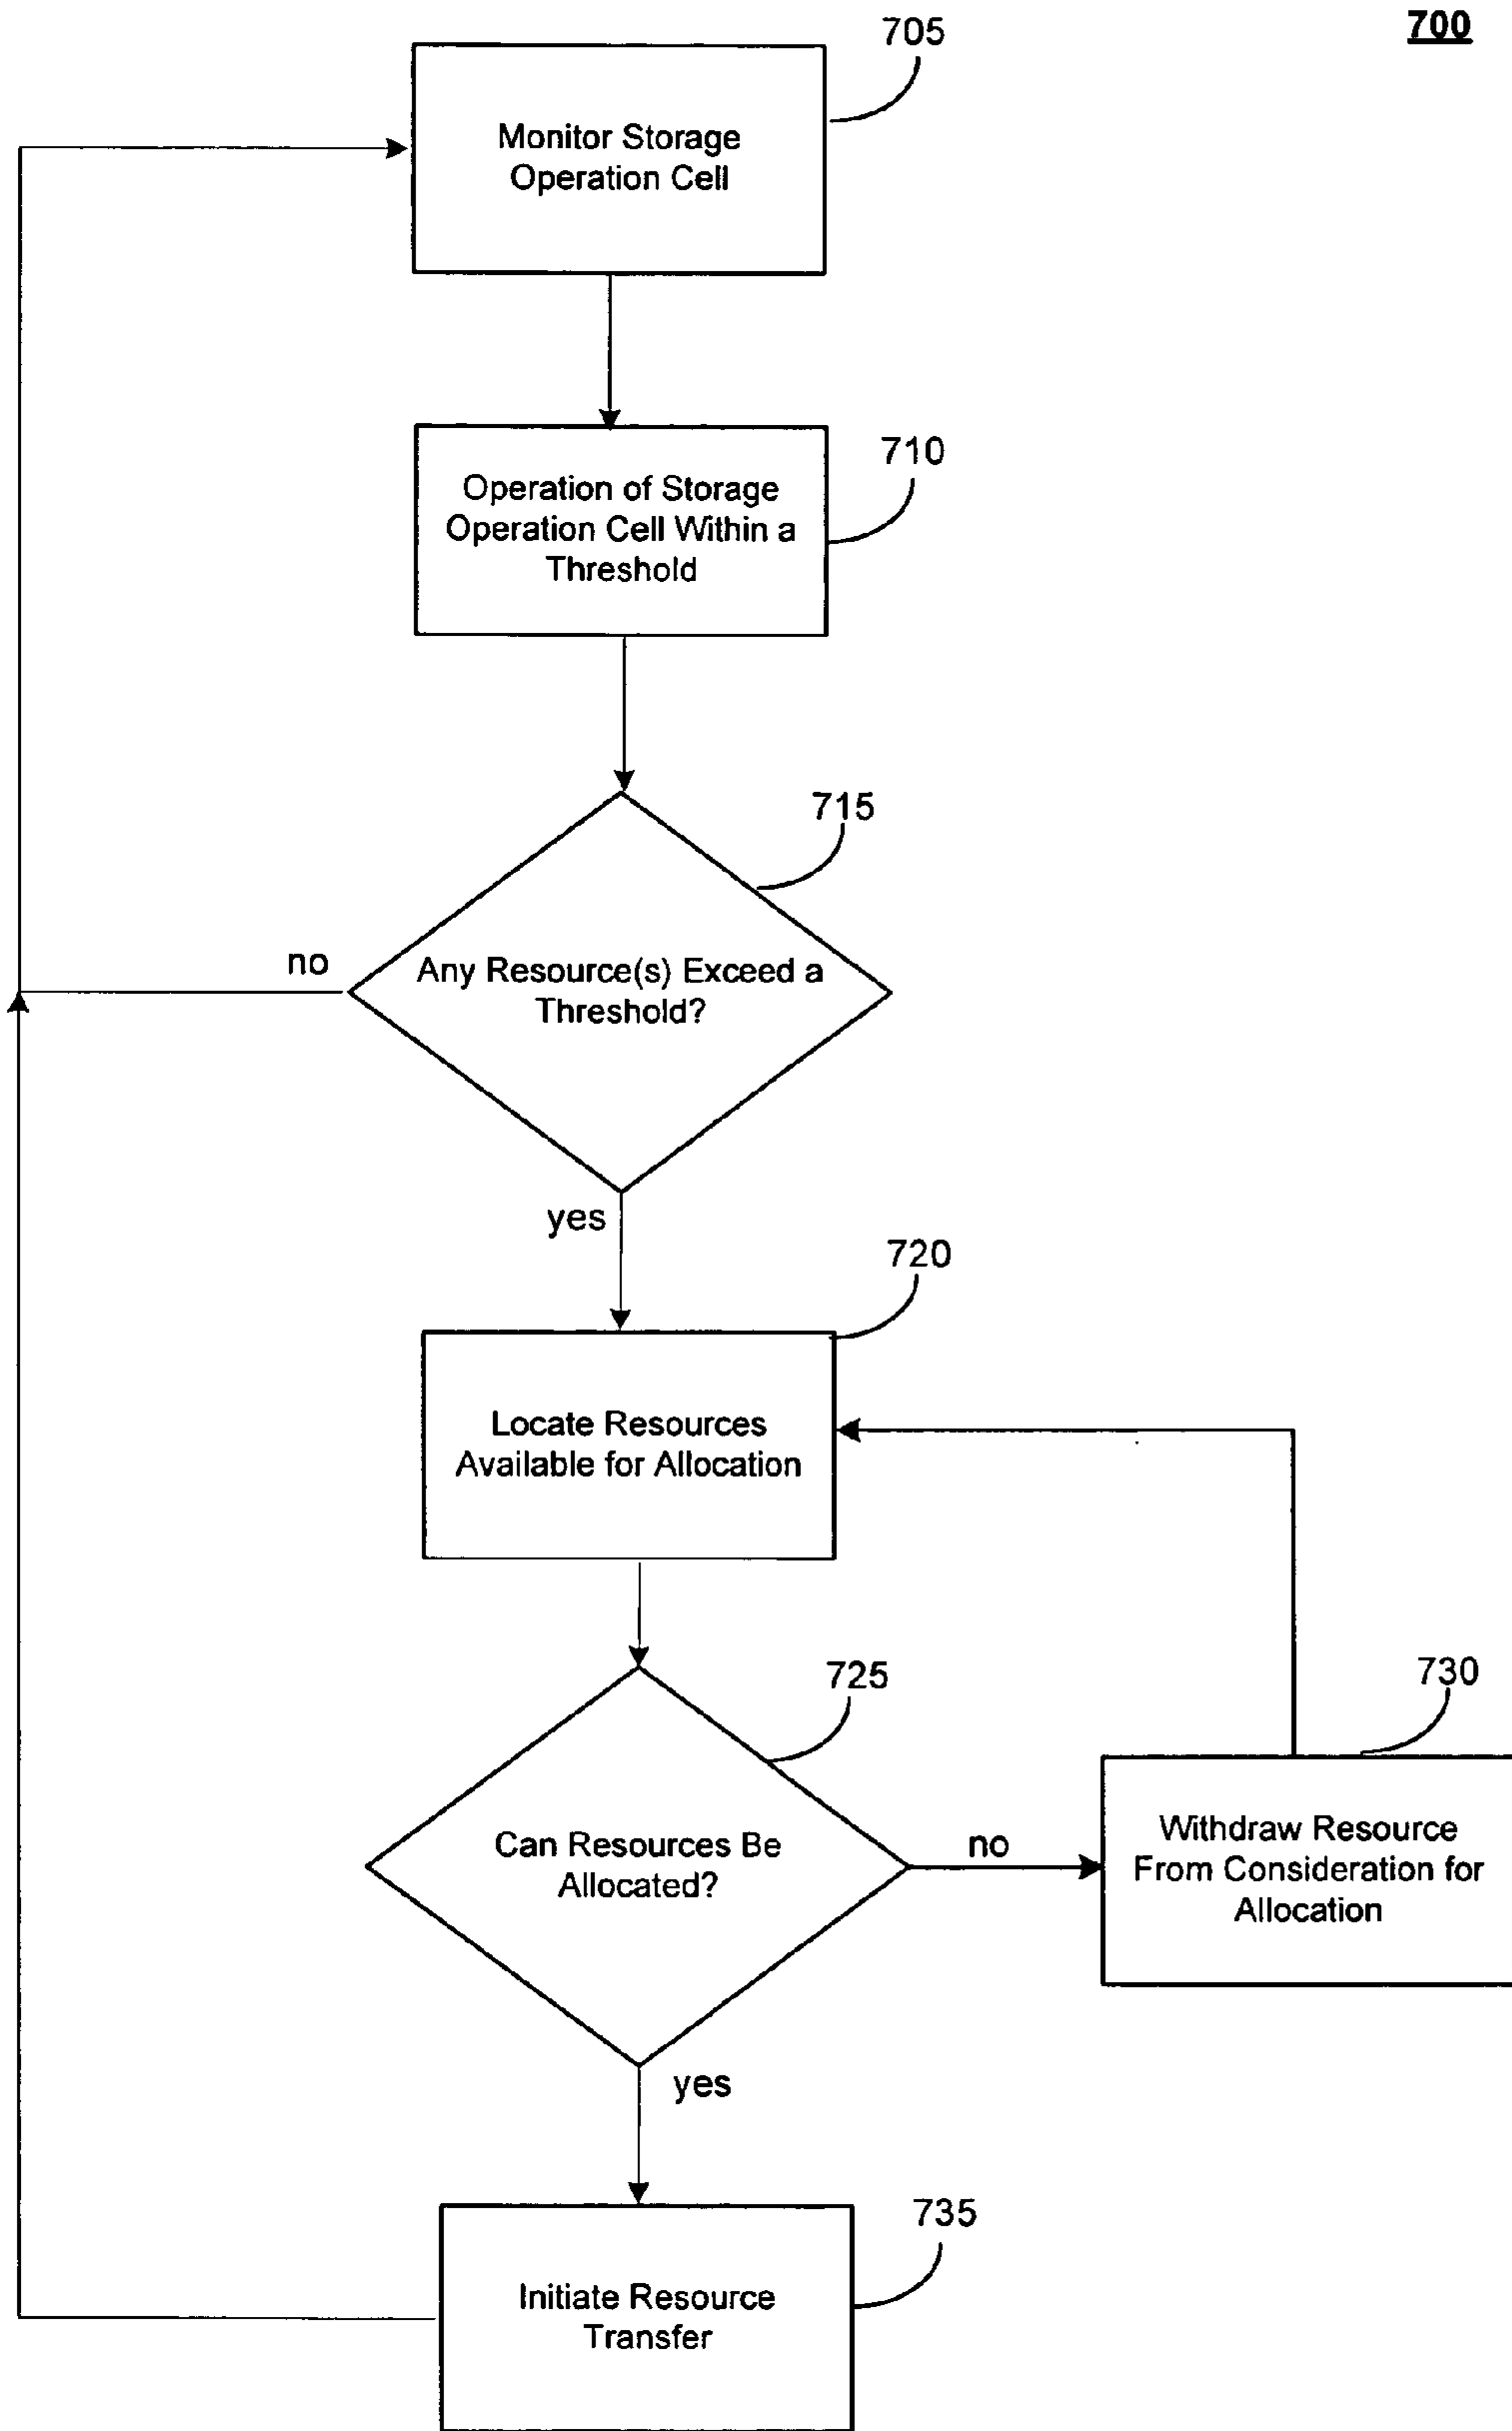 700
705
Monitor Storage
Operation Cell
710
Operation of Storage
Operation Cell Within a
Threshold
715
no
Any Resource(s) Exceed a
Threshold?
yes
720
Locate Resources
Available for Allocation
725
730
Can Resources Be
Allocated?
no
Withdraw Resource
From Consideration for
Allocation
yes
735
Initiate Resource
Transfer